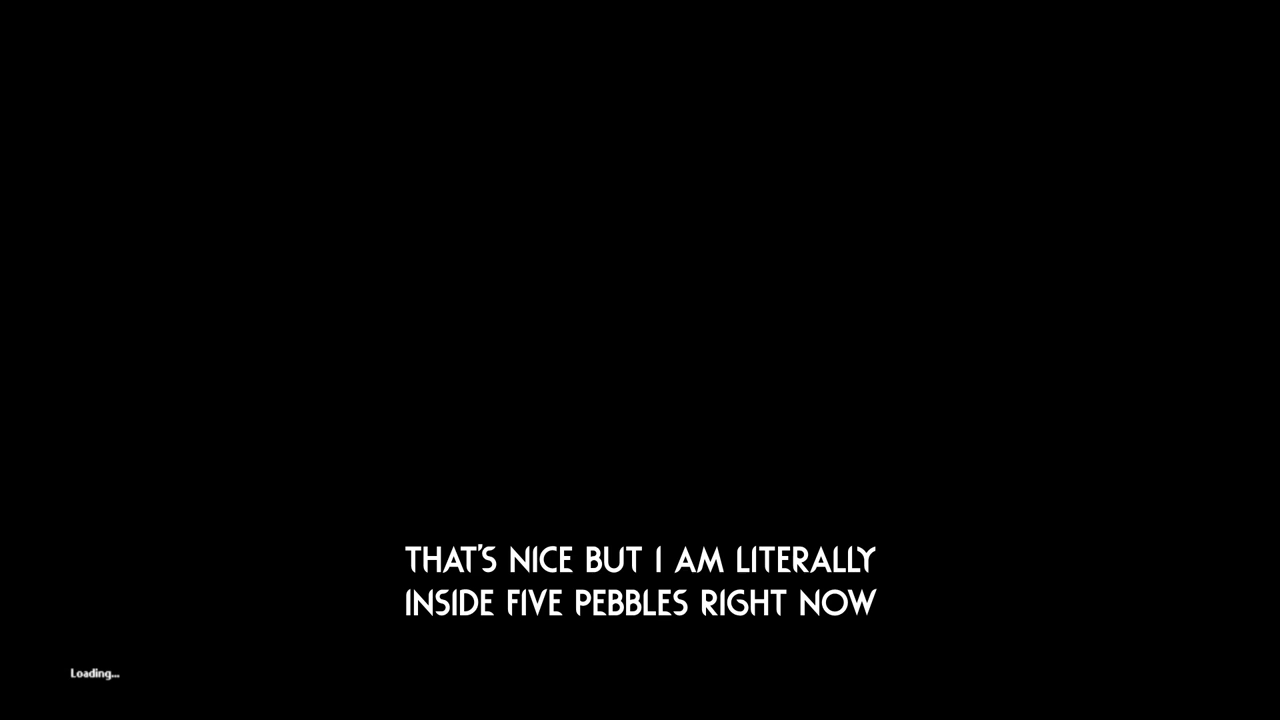 THAT'S NICE BUT I AM LITERALLY
INSIDE FIVE PEBBLES RIGHT NOW
Loading...